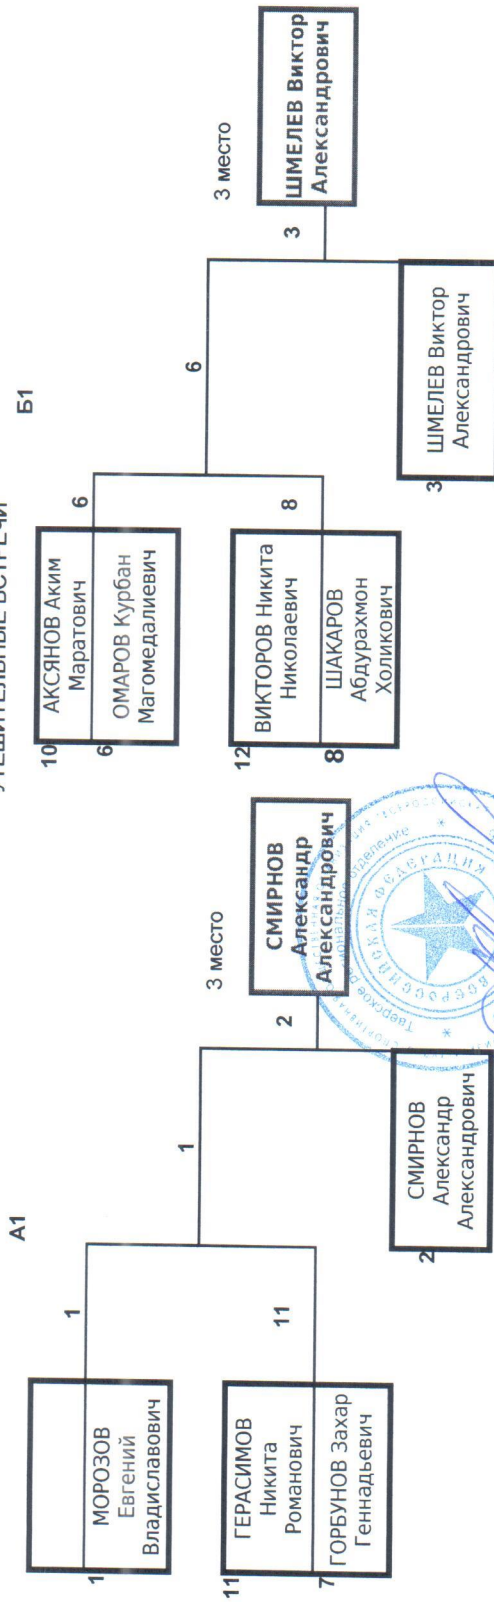 УТЕШИТЕЛЬНЫЕ ВСТРЕЧИ
А1
1
МОРОЗОВ
Евгений
Владиславович
1
11
ГЕРАСИМОВ
Никита
Романович
7
ГОРБУНОВ Захар
Геннадьевич
11
1
2
СМИРНОВ
Александр
Александрович
2
3 место
СМИРНОВ
Александр
Александрович
Б1
10
АКСЯНОВ Аким
Маратович
6
ОМАРОВ Курбан
Магомедалиевич
6
12
ВИКТОРОВ Никита
Николаевич
8
ШАКАРОВ
Абдурахмон
Холикович
8
6
3
ШМЕЛЕВ Виктор
Александрович
3
3 место
ШМЕЛЕВ Виктор
Александрович
ВСЕРОССИЙСКАЯ ФЕДЕРАЦИЯ
Тверское региональное отделение